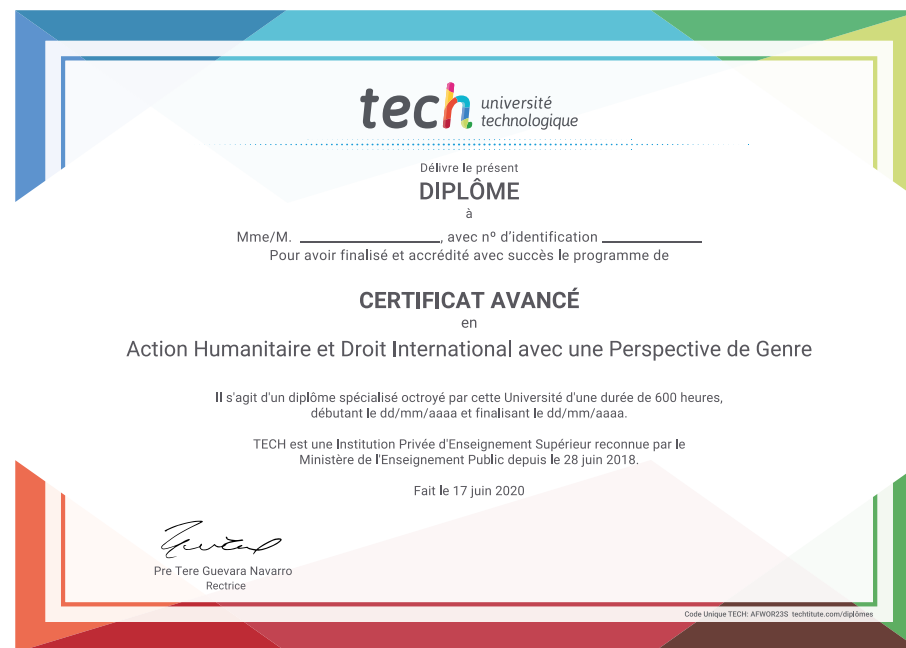 tech université
technologique
Délivre le présent
DIPLÔME
à
Mme/M. ____________________, avec nº d'identification ______________
Pour avoir finalisé et accrédité avec succès le programme de
CERTIFICAT AVANCÉ
en
Action Humanitaire et Droit International avec une Perspective de Genre
Il s'agit d'un diplôme spécialisé octroyé par cette Université d'une durée de 600 heures,
débutant le dd/mm/aaaa et finalisant le dd/mm/aaaa.
TECH est une Institution Privée d'Enseignement Supérieur reconnue par le
Ministère de l'Enseignement Public depuis le 28 juin 2018.
Fait le 17 juin 2020
Pre Tere Guevara Navarro
Rectrice
Code Unique TECH: AFWOR23S techtitute.com/diplômes